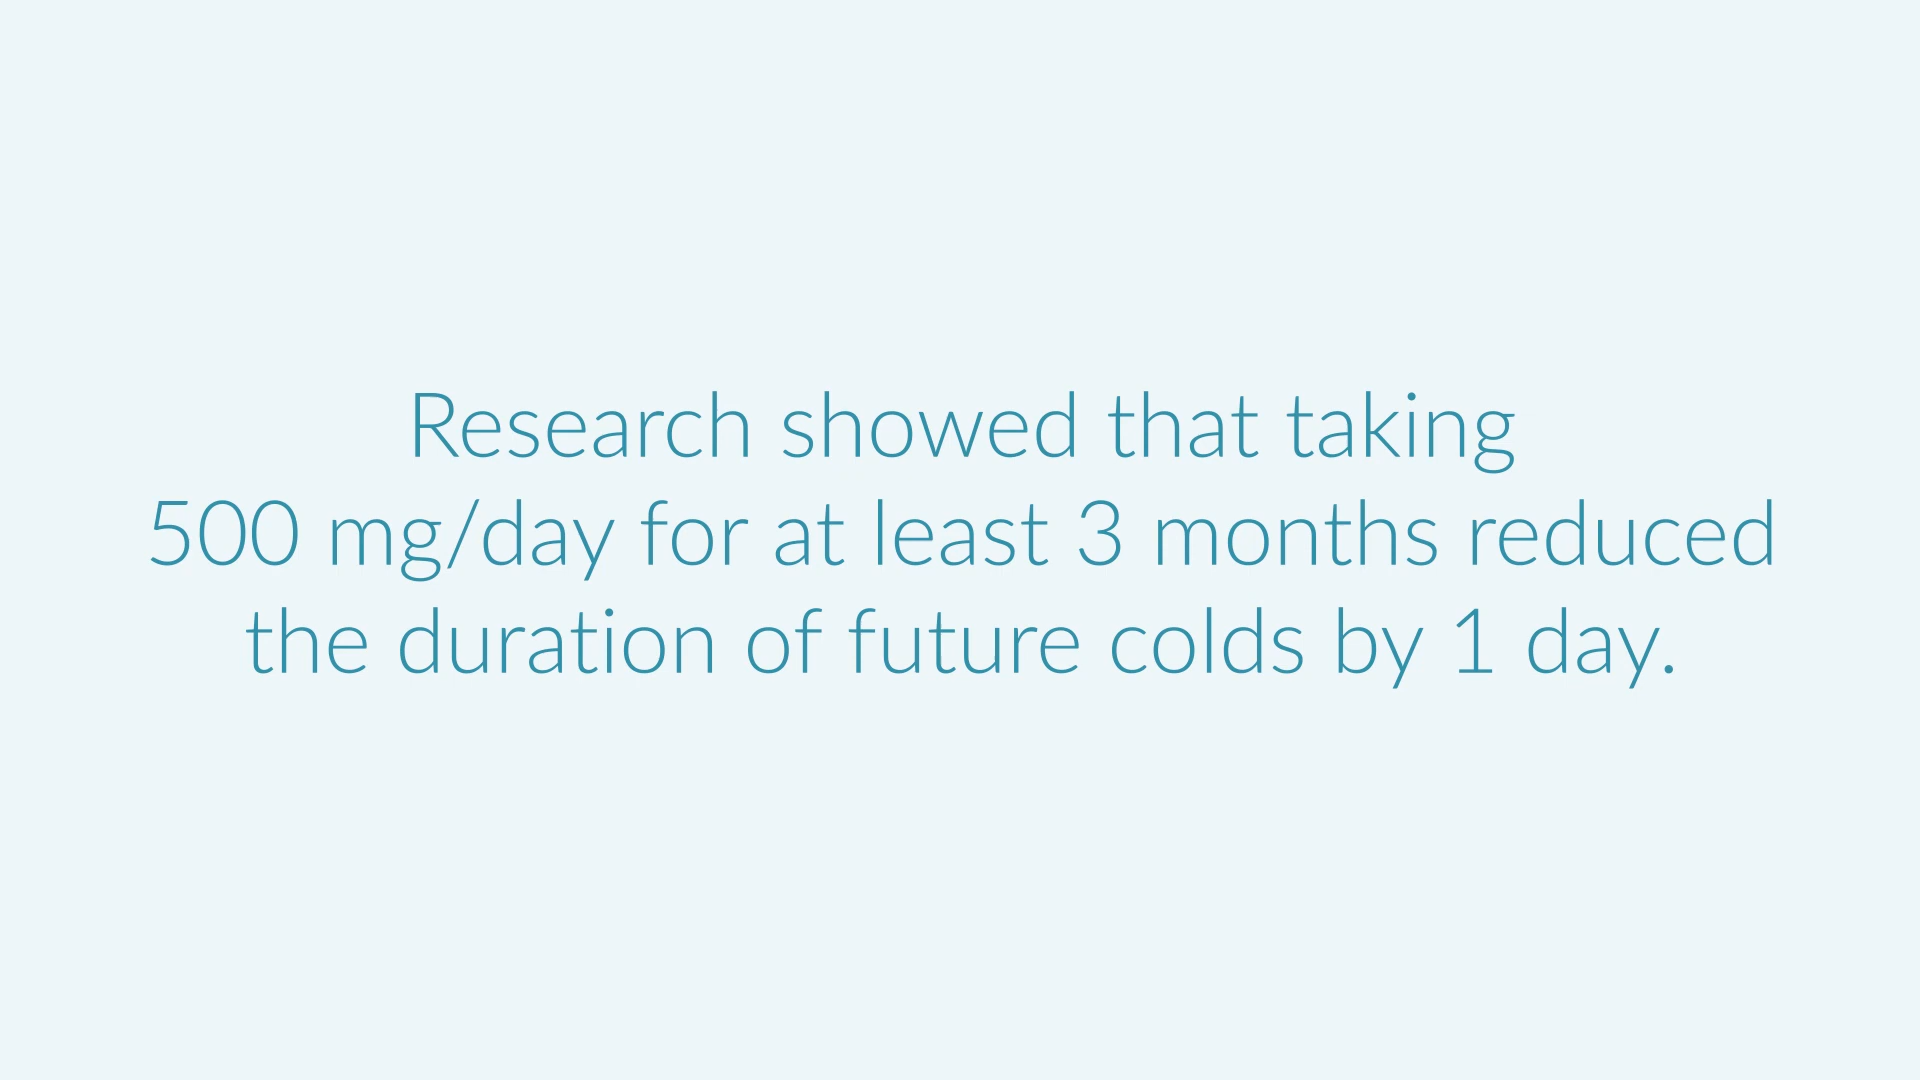 Research showed that taking
500 mg/day for at least 3 months reduced
the duration of future colds by 1 day.